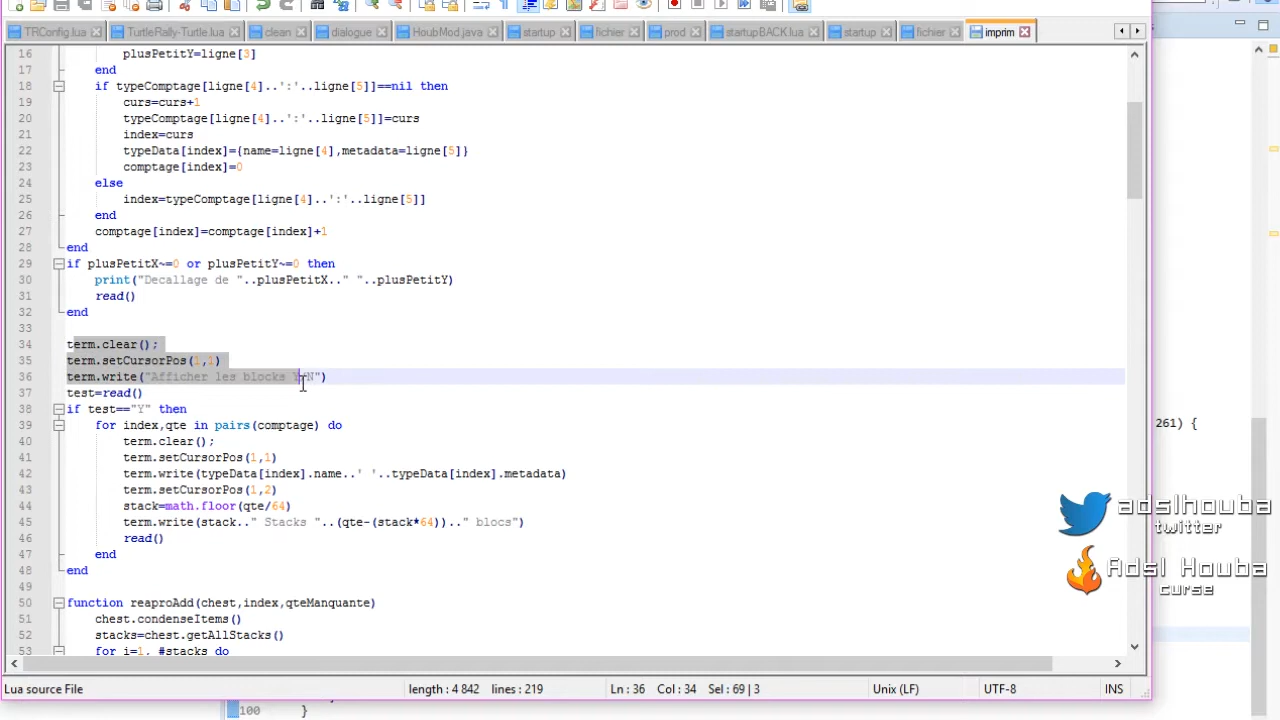 TRConfig.lua TurtleRally-Turtle.lua clean dialogue HoubMod.java startup fichier prod startupBACK.lua startup fichier imprim
16 plusPetitY=ligne[3]
17 end
18 if typeComptage[ligne[4]..':'..ligne[5]]==nil then
19 curs=curs+1
20 typeComptage[ligne[4]..':'..ligne[5]]=curs
21 index=curs
22 typeData[index]={name=ligne[4],metadata=ligne[5]}
23 comptage[index]=0
24 else
25 index=typeComptage[ligne[4]..':'..ligne[5]]
26 end
27 comptage[index]=comptage[index]+1
28 end
29 if plusPetitX~=0 or plusPetitY~=0 then
30 print("Decallage de "..plusPetitX.." "..plusPetitY)
31 read()
32 end
33
34 term.clear();
35 term.setCursorPos(1,1)
36 term.write("Afficher les blocks Y/N")
37 test=read()
38 if test=="Y" then
39 for index,qte in pairs(comptage) do
40 term.clear();
41 term.setCursorPos(1,1)
42 term.write(typeData[index].name..' '..typeData[index].metadata)
43 term.setCursorPos(1,2)
44 stack=math.floor(qte/64)
45 term.write(stack.." Stacks "..(qte-(stack*64)).." blocs")
46 read()
47 end
48 end
49
50 function reaproAdd(chest,index,qteManquante)
51 chest.condenseItems()
52 stacks=chest.getAllStacks()
53 for i=1, #stacks do
261) {
adslhouba
twitter
Adsl Houba
curse
Lua source File length : 4 842 lines : 219 Ln : 36 Col : 34 Sel : 69 | 3 Unix (LF) UTF-8 INS
100 }